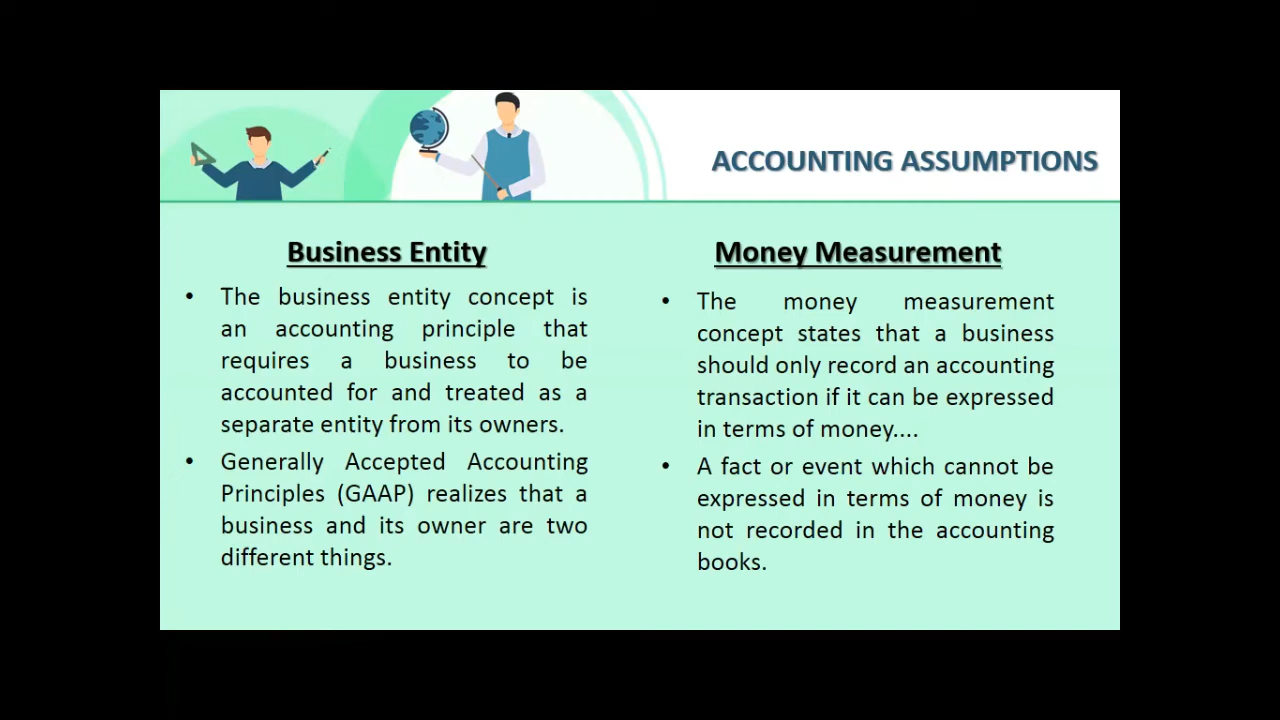 ACCOUNTING ASSUMPTIONS
Business Entity
• The business entity concept is
an accounting principle that
requires a business to be
accounted for and treated as a
separate entity from its owners.
• Generally Accepted Accounting
Principles (GAAP) realizes that a
business and its owner are two
different things.
Money Measurement
• The money measurement
concept states that a business
should only record an accounting
transaction if it can be expressed
in terms of money....
• A fact or event which cannot be
expressed in terms of money is
not recorded in the accounting
books.